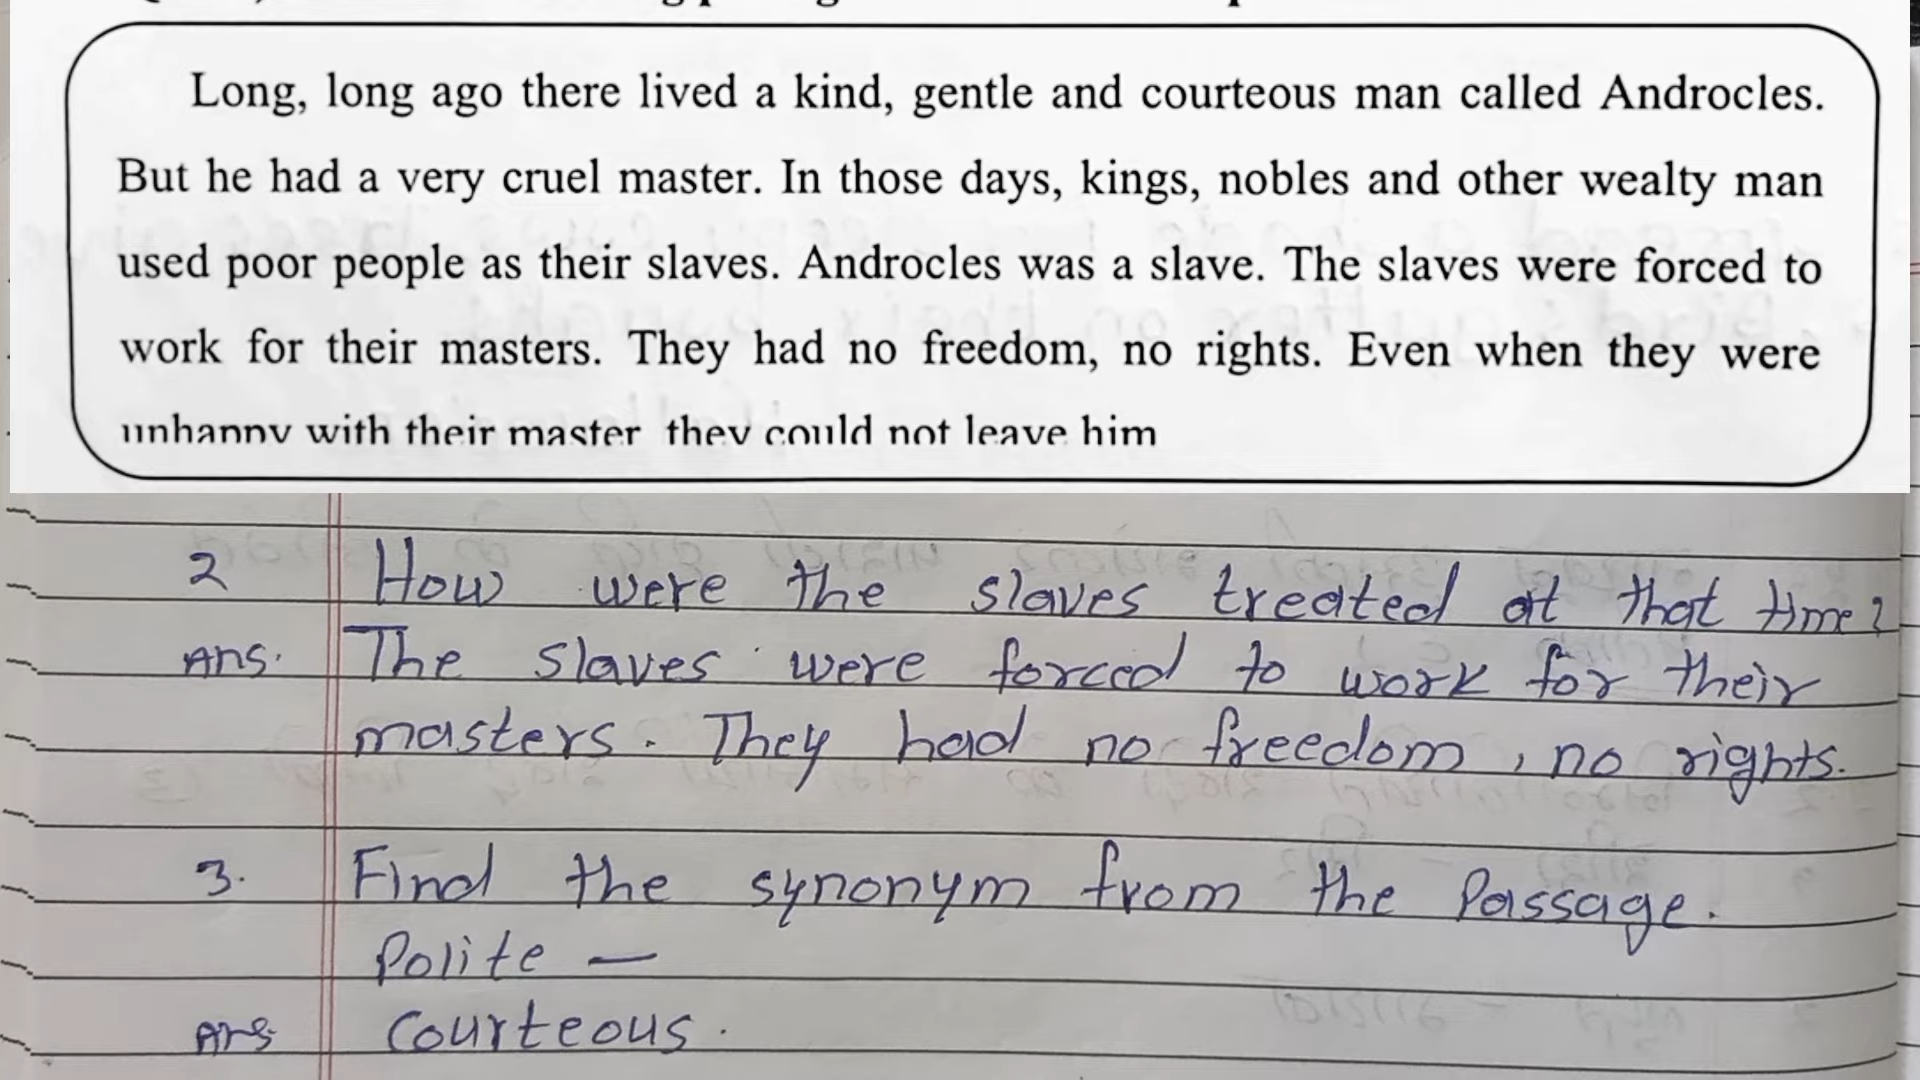 Long, long ago there lived a kind, gentle and courteous man called Androcles.
But he had a very cruel master. In those days, kings, nobles and other wealty man
used poor people as their slaves. Androcles was a slave. The slaves were forced to
work for their masters. They had no freedom, no rights. Even when they were
unhappy with their master they could not leave him
2 How were the slaves treated at that time?
Ans. The slaves were forced to work for their
masters. They had no freedom, no rights.
3. Find the synonym from the Passage.
Polite —
Ans Courteous.